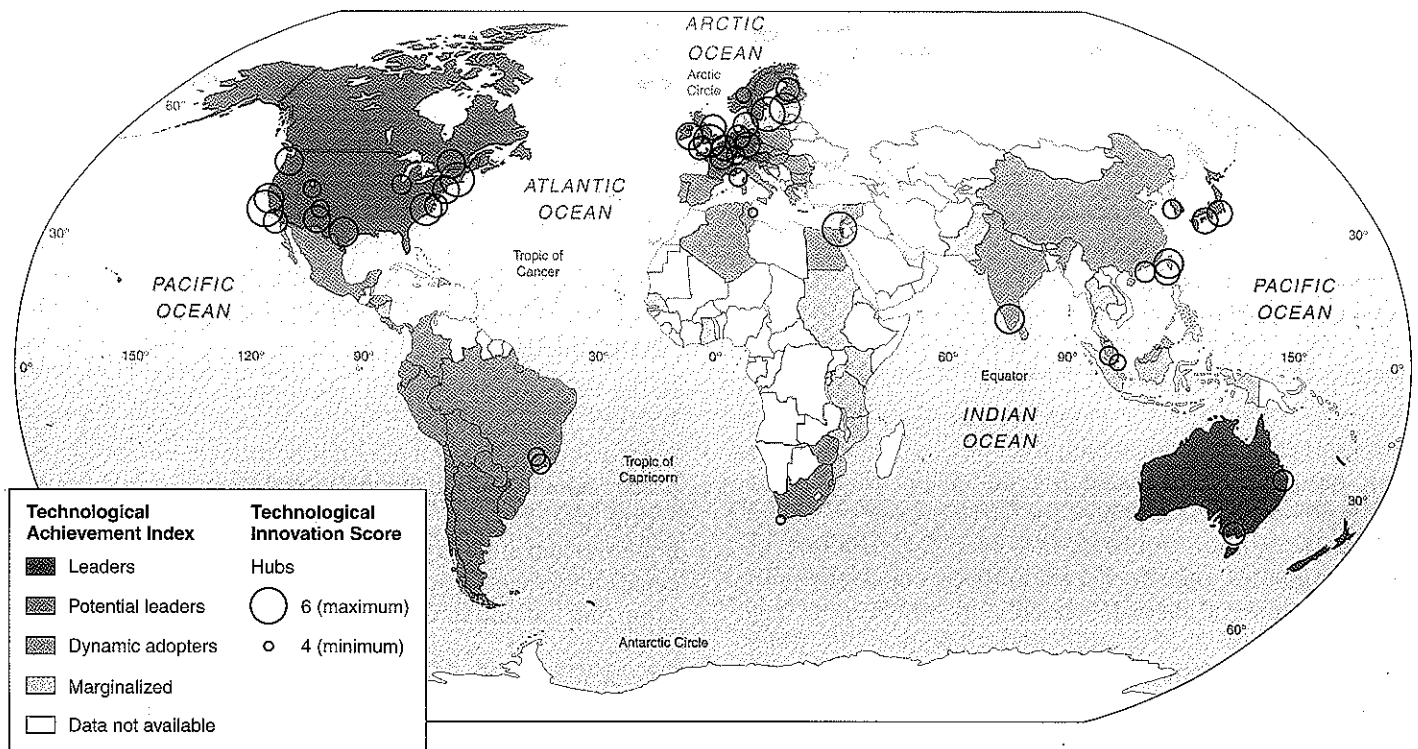 ARCTIC
OCEAN
Arctic
Circle
60°
ATLANTIC
OCEAN
30°
30°
Tropic of
Cancer
PACIFIC
OCEAN
PACIFIC
OCEAN
150°
120°
90°
30°
0°
60°
90°
150°
0°
0°
Equator
INDIAN
OCEAN
Tropic of
Capricorn
30°
60°
Antarctic Circle
Technological
Achievement Index
Leaders
Potential leaders
Dynamic adopters
Marginalized
Data not available
Technological
Innovation Score
Hubs
6 (maximum)
4 (minimum)